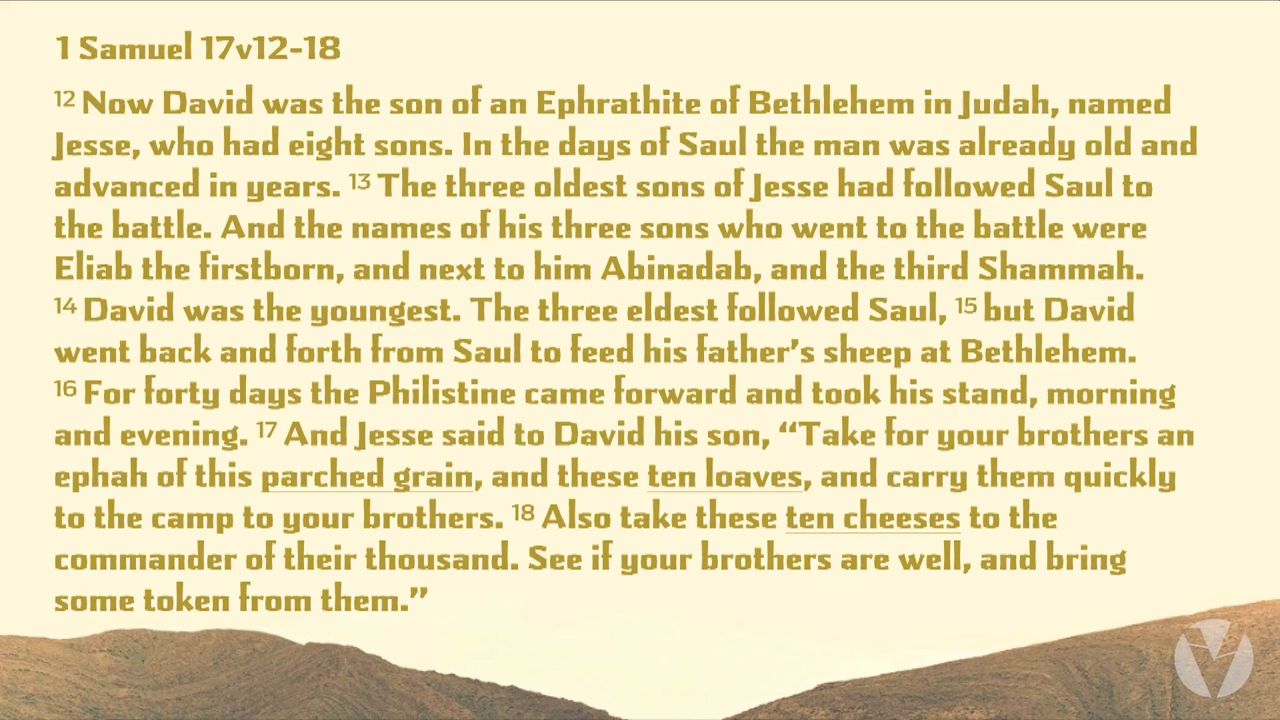 1 Samuel 17v12-18
12 Now David was the son of an Ephrathite of Bethlehem in Judah, named
Jesse, who had eight sons. In the days of Saul the man was already old and
advanced in years. 13 The three oldest sons of Jesse had followed Saul to
the battle. And the names of his three sons who went to the battle were
Eliab the firstborn, and next to him Abinadab, and the third Shammah.
14 David was the youngest. The three eldest followed Saul, 15 but David
went back and forth from Saul to feed his father’s sheep at Bethlehem.
16 For forty days the Philistine came forward and took his stand, morning
and evening. 17 And Jesse said to David his son, “Take for your brothers an
ephah of this parched grain, and these ten loaves, and carry them quickly
to the camp to your brothers. 18 Also take these ten cheeses to the
commander of their thousand. See if your brothers are well, and bring
some token from them.”